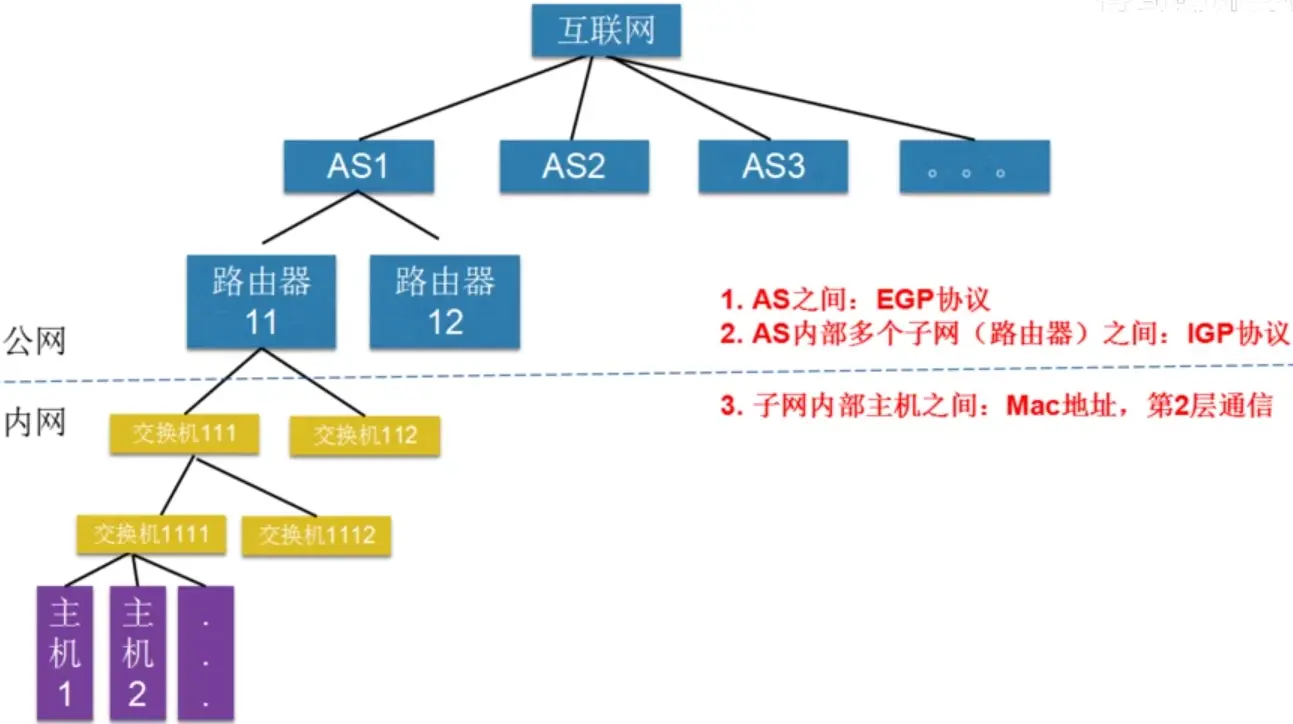 互联网
AS1
AS2
AS3
。。。
路由器
11
路由器
12
1. AS之间：EGP协议
2. AS内部多个子网（路由器）之间：IGP协议
公网
内网
3. 子网内部主机之间：Mac地址，第2层通信
交换机111
交换机112
交换机1111
交换机1112
主
机
1
主
机
2
.
.
.